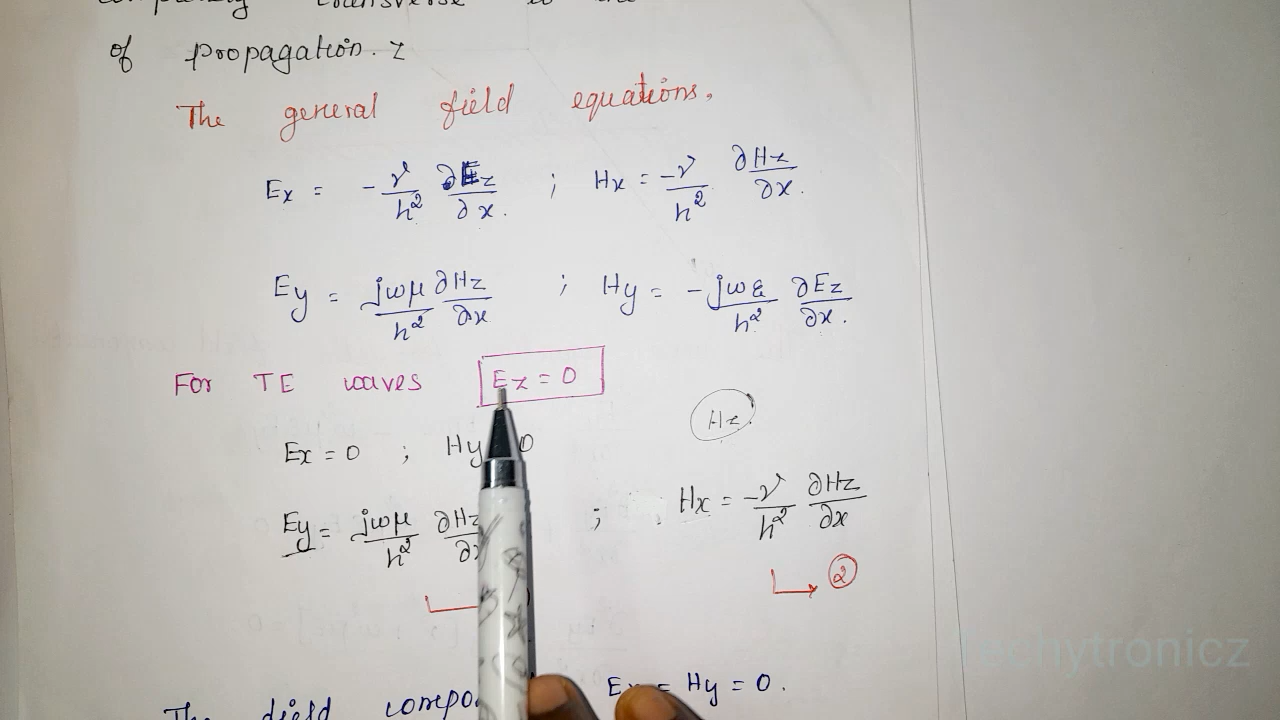 of propagation. z
The general field equations.
Ex = -γ/h² ∂Ez/∂x. ; Hx = -γ/h² ∂Hz/∂x.
Ey = jωμ/h² ∂Hz/∂x ; Hy = -jωε/h² ∂Ez/∂x.
For TE waves Ez = 0
Hz
Ex = 0 ; Hy 0
Ey = jωμ/h² ∂Hz ; Hx = -γ/h² ∂Hz/∂x
②
Techytronicz
The field Hy = 0.